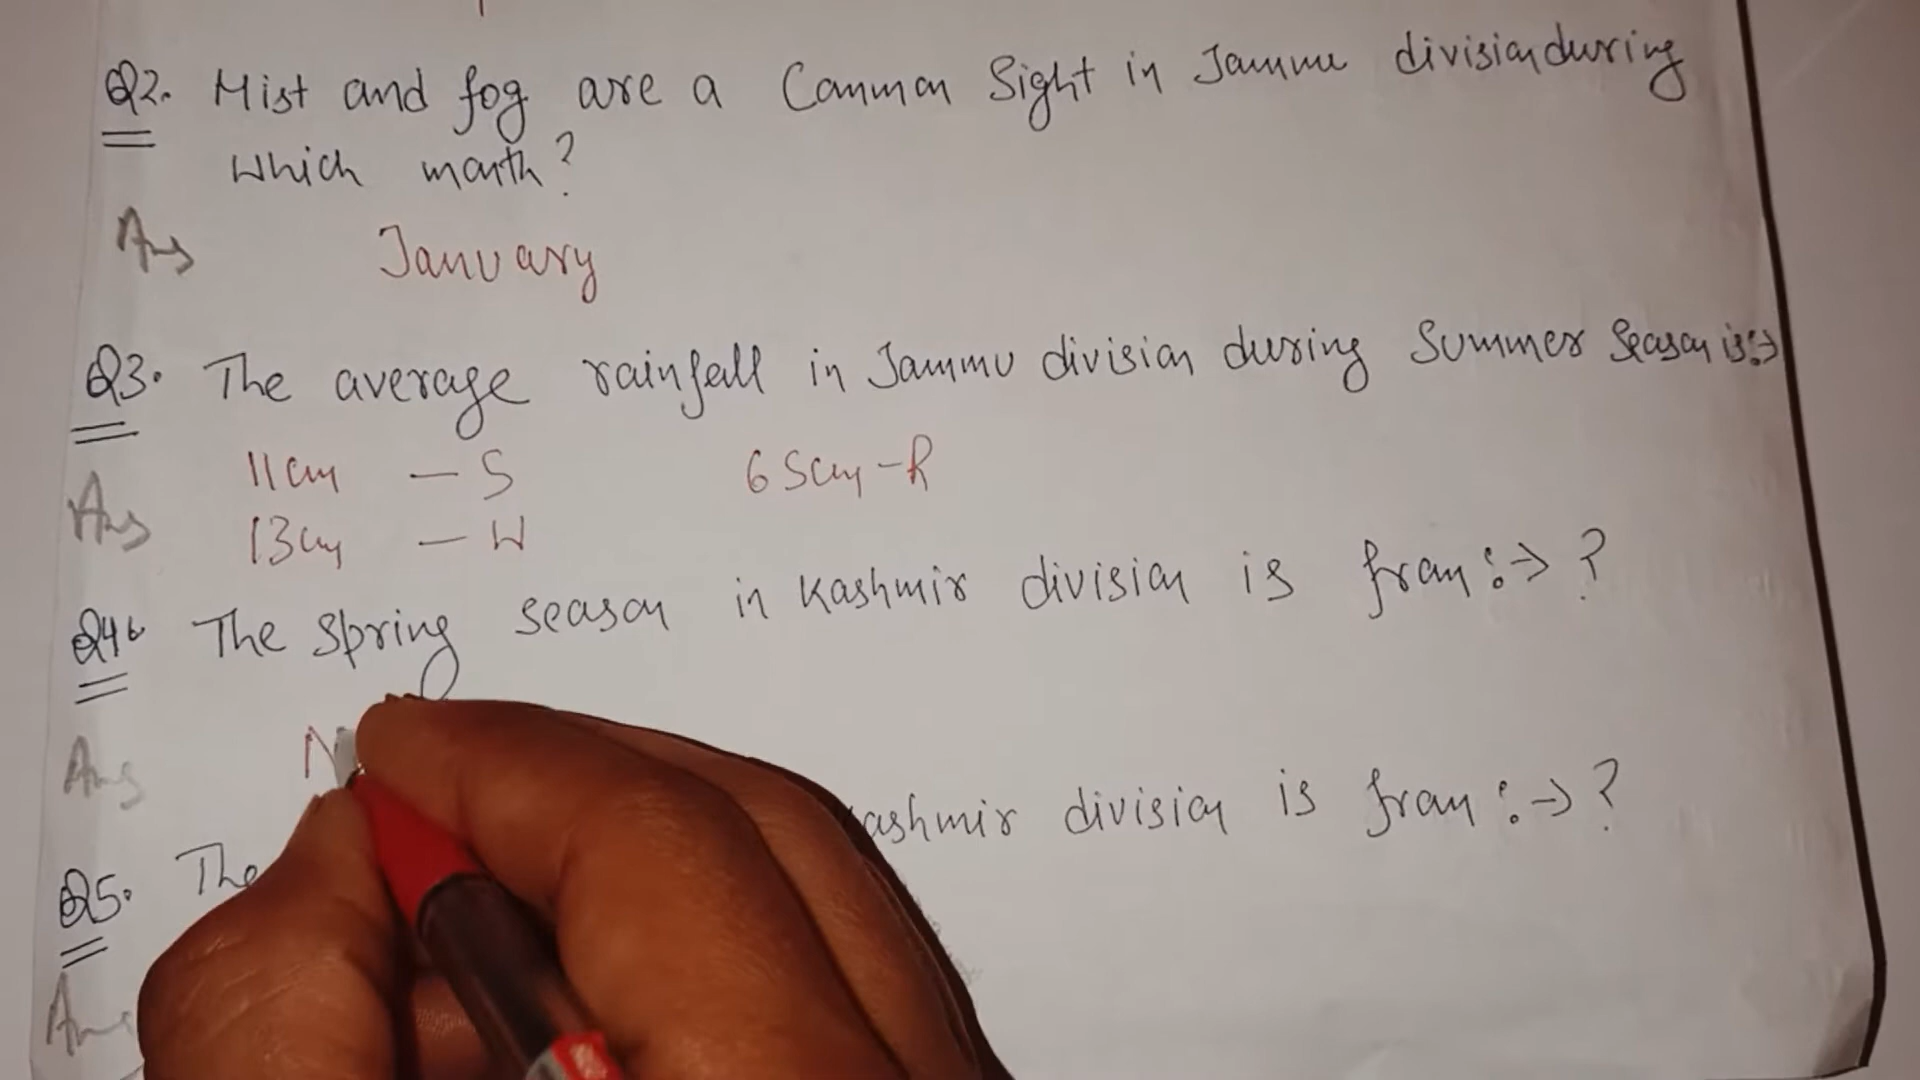 Q2. Mist and fog are a Common Sight in Jammu division during
which month?
Ans January
Q3. The average rainfall in Jammu division during Summer Season is:→
11cm — S 65cm - R
Ans
13cm — W
Q4. The Spring season in Kashmir division is from :→ ?
Ans
Q5. The ashmir division is from :→ ?
Ans